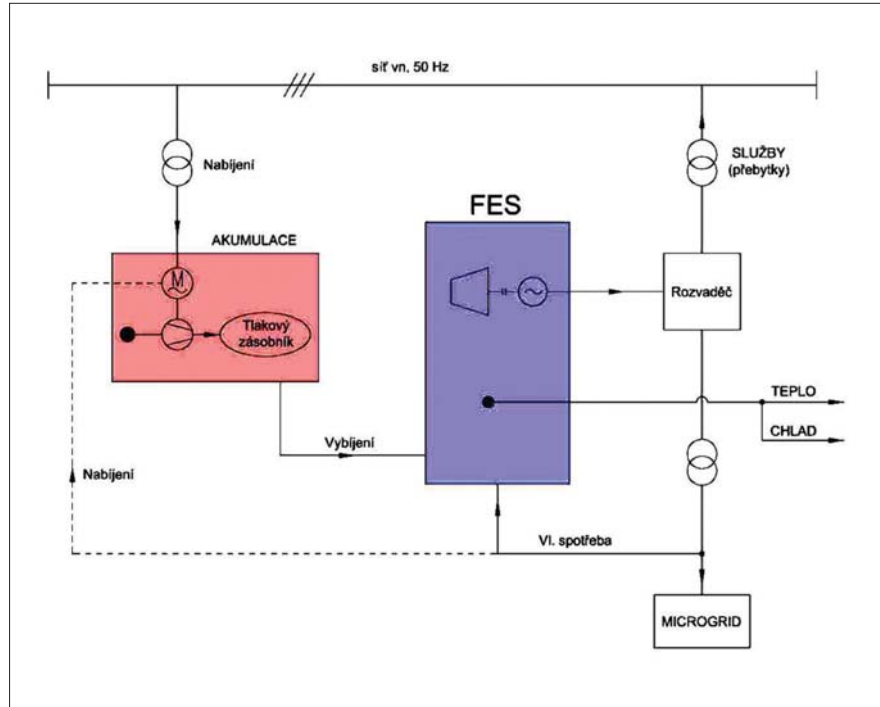 síť vn, 50 Hz
Nabíjení
SLUŽBY
(přebytky)
FES
AKUMULACE
M
Tlakový
zásobník
Rozvaděč
TEPLO
CHLAD
Vybíjení
Nabíjení
Vl. spotřeba
MICROGRID